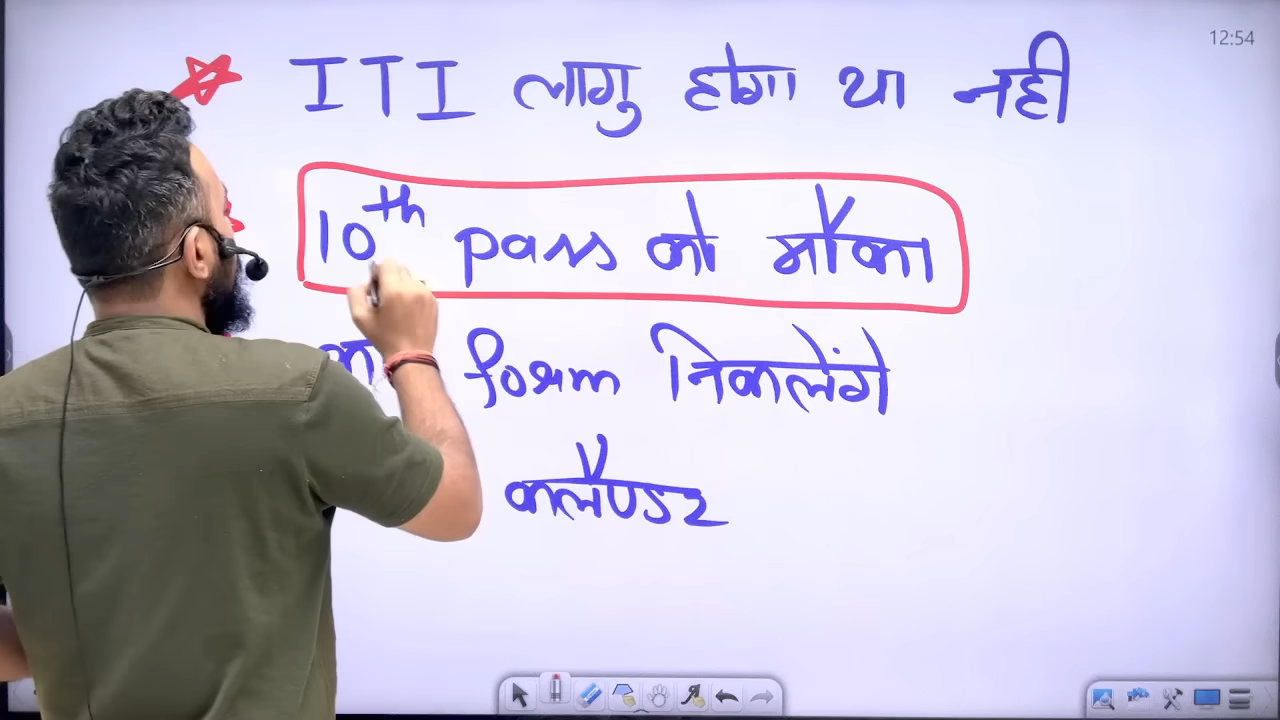 12:54
ITI लागु होगा या नही
10th pass को मौका
form निकलेंगे
कलैण्डर